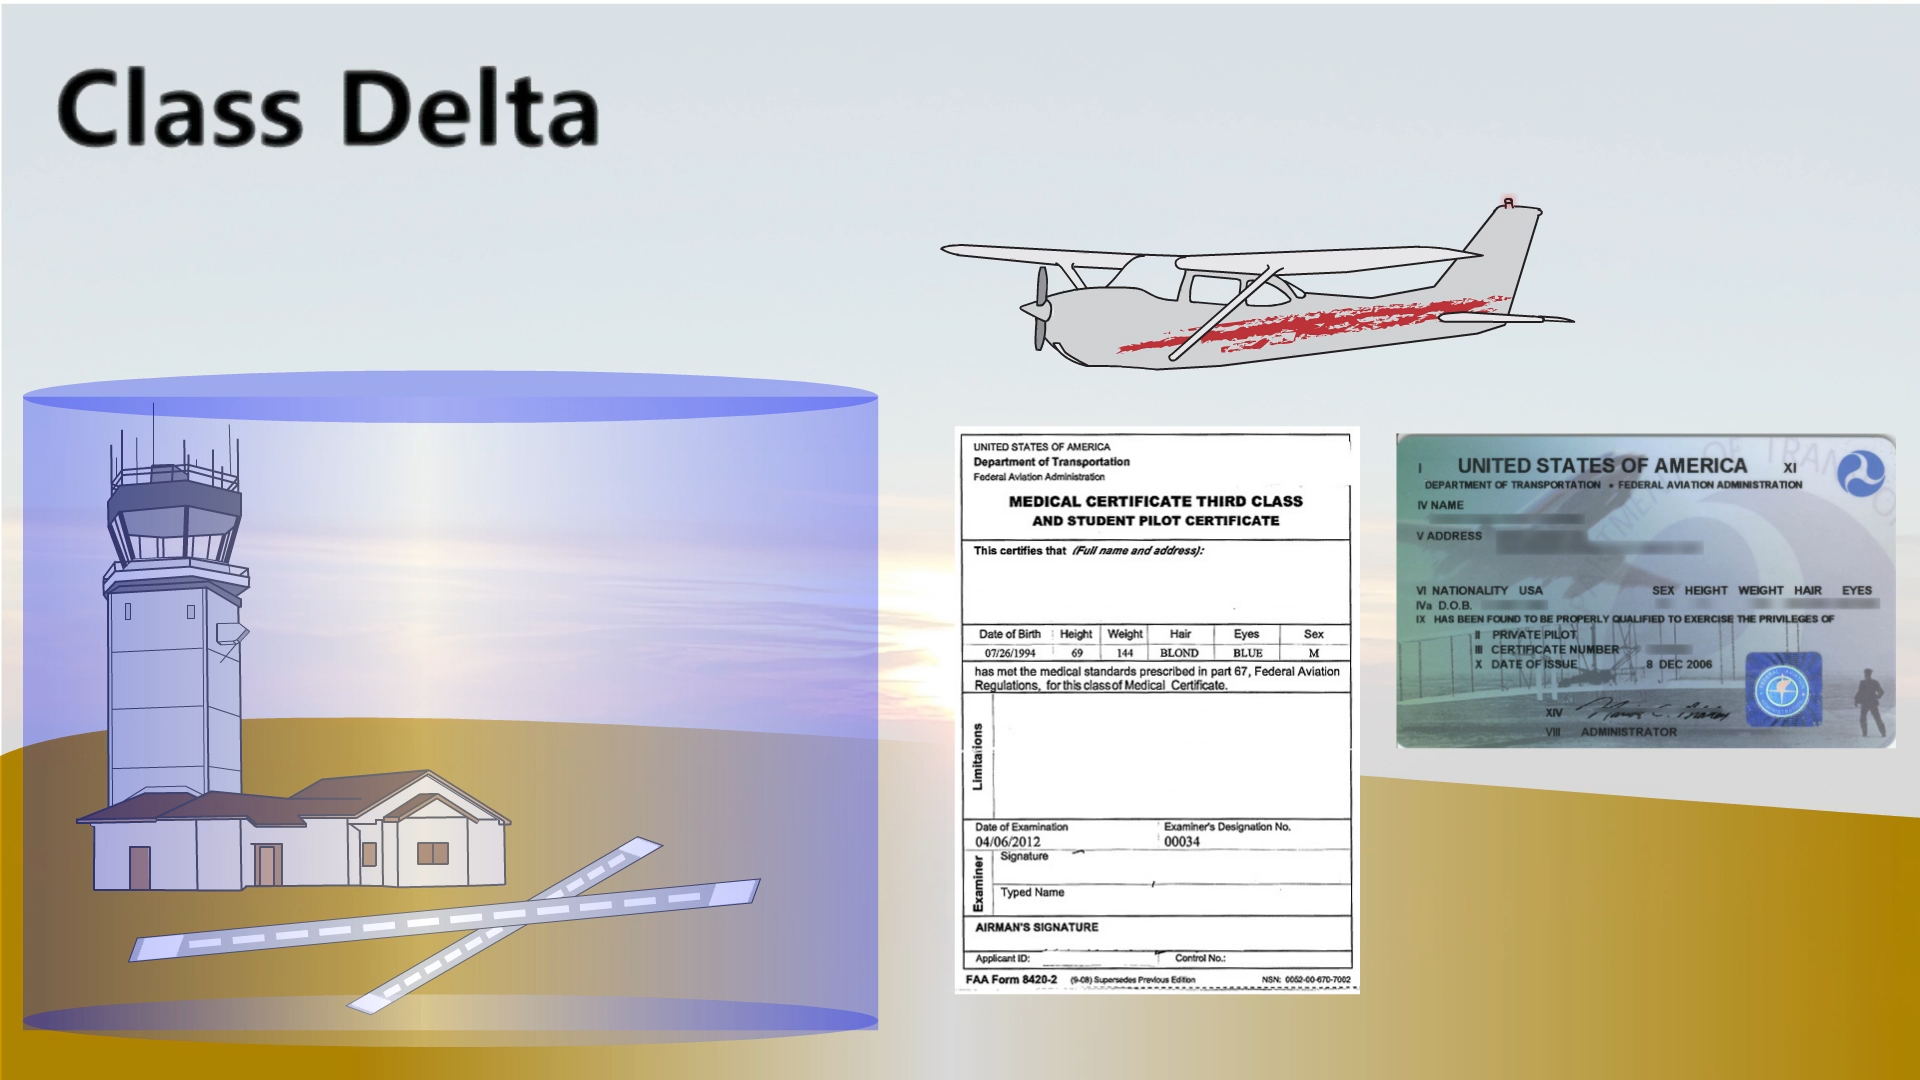 Class Delta
UNITED STATES OF AMERICA
Department of Transportation
Federal Aviation Administration
MEDICAL CERTIFICATE THIRD CLASS
AND STUDENT PILOT CERTIFICATE
This certifies that (Full name and address):
Date of Birth Height Weight Hair Eyes Sex
07/26/1994 69 144 BLOND BLUE M
has met the medical standards prescribed in part 67, Federal Aviation
Regulations, for this class of Medical Certificate.
Limitations
Date of Examination Examiner's Designation No.
04/06/2012 00034
Examiner
Signature
Typed Name
AIRMAN'S SIGNATURE
Applicant ID: Control No.:
FAA Form 8420-2 (9-08) Supersedes Previous Edition NSN: 0052-00-670-7002
I UNITED STATES OF AMERICA XI
DEPARTMENT OF TRANSPORTATION • FEDERAL AVIATION ADMINISTRATION
IV NAME
V ADDRESS
VI NATIONALITY USA SEX HEIGHT WEIGHT HAIR EYES
IVa D.O.B.
IX HAS BEEN FOUND TO BE PROPERLY QUALIFIED TO EXERCISE THE PRIVILEGES OF
II PRIVATE PILOT
III CERTIFICATE NUMBER
X DATE OF ISSUE 8 DEC 2006
XIV
VIII ADMINISTRATOR